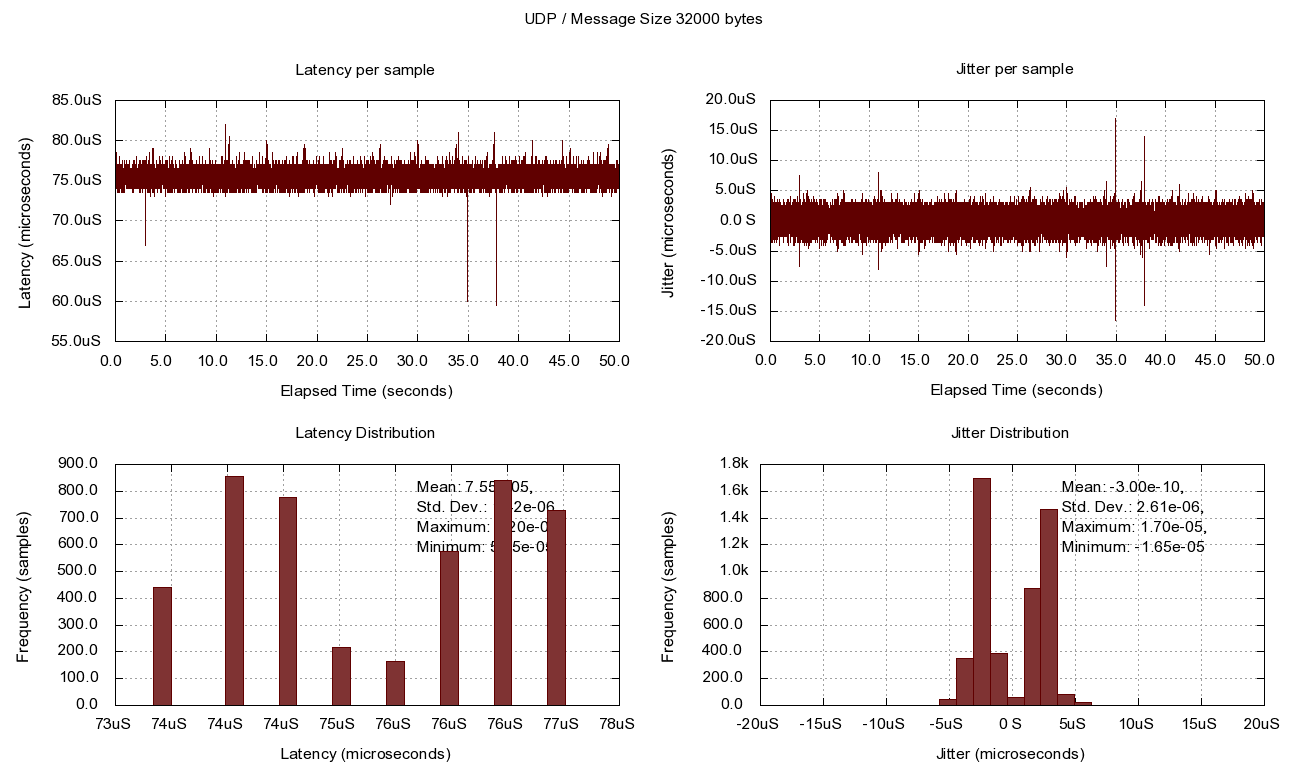 UDP / Message Size 32000 bytes
Latency per sample
85.0uS
80.0uS
75.0uS
70.0uS
65.0uS
60.0uS
55.0uS
Latency (microseconds)
0.0 5.0 10.0 15.0 20.0 25.0 30.0 35.0 40.0 45.0 50.0
Elapsed Time (seconds)
Jitter per sample
20.0uS
15.0uS
10.0uS
5.0uS
0.0 S
-5.0uS
-10.0uS
-15.0uS
-20.0uS
Jitter (microseconds)
0.0 5.0 10.0 15.0 20.0 25.0 30.0 35.0 40.0 45.0 50.0
Elapsed Time (seconds)
Latency Distribution
900.0
800.0
700.0
600.0
500.0
400.0
300.0
200.0
100.0
0.0
Frequency (samples)
Mean:
Std. Dev.:
Maximum:
Minimum:
73uS 74uS 74uS 74uS 75uS 76uS 76uS 76uS 77uS 78uS
Latency (microseconds)
Jitter Distribution
1.8k
1.6k
1.4k
1.2k
1.0k
800.0
600.0
400.0
200.0
0.0
Frequency (samples)
Mean: -3.00e-10,
Std. Dev.: 2.61e-06,
Maximum: 1.70e-05,
Minimum: -1.65e-05
-20uS -15uS -10uS -5uS 0 S 5uS 10uS 15uS 20uS
Jitter (microseconds)